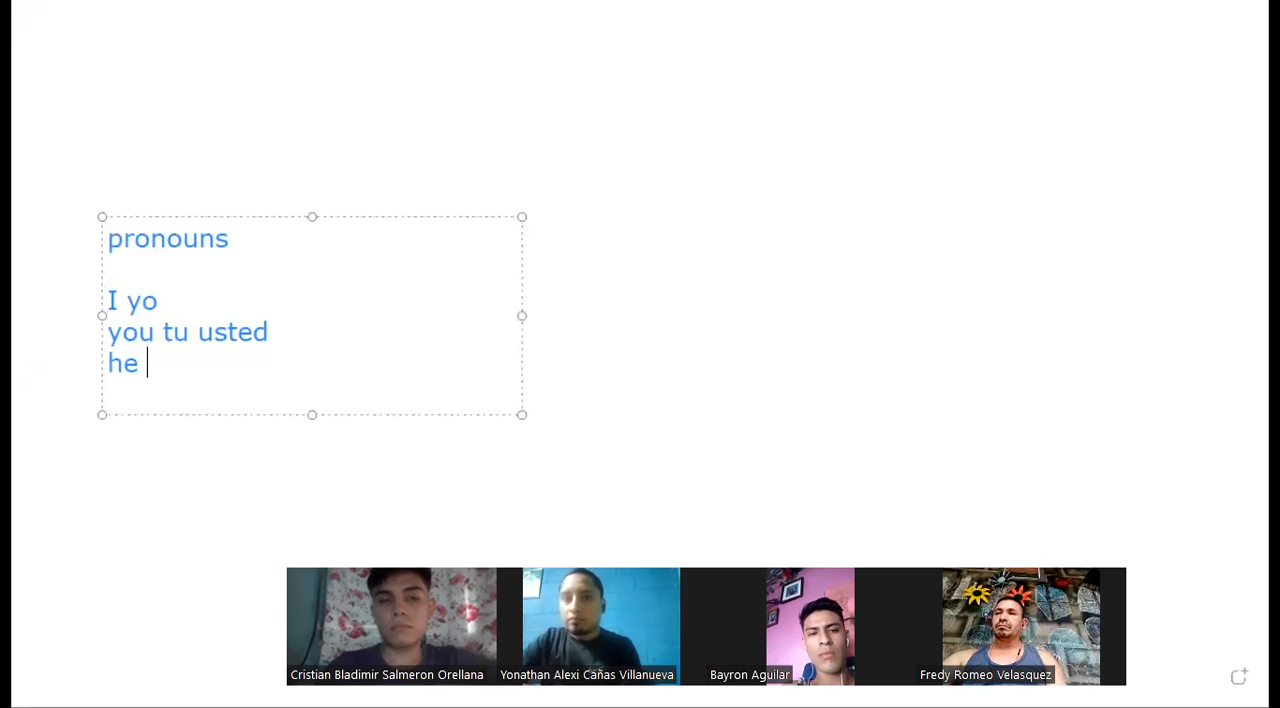 pronouns
I yo
you tu usted
he
Cristian Bladimir Salmeron Orellana
Yonathan Alexi Cañas Villanueva
Bayron Aguilar
Fredy Romeo Velasquez